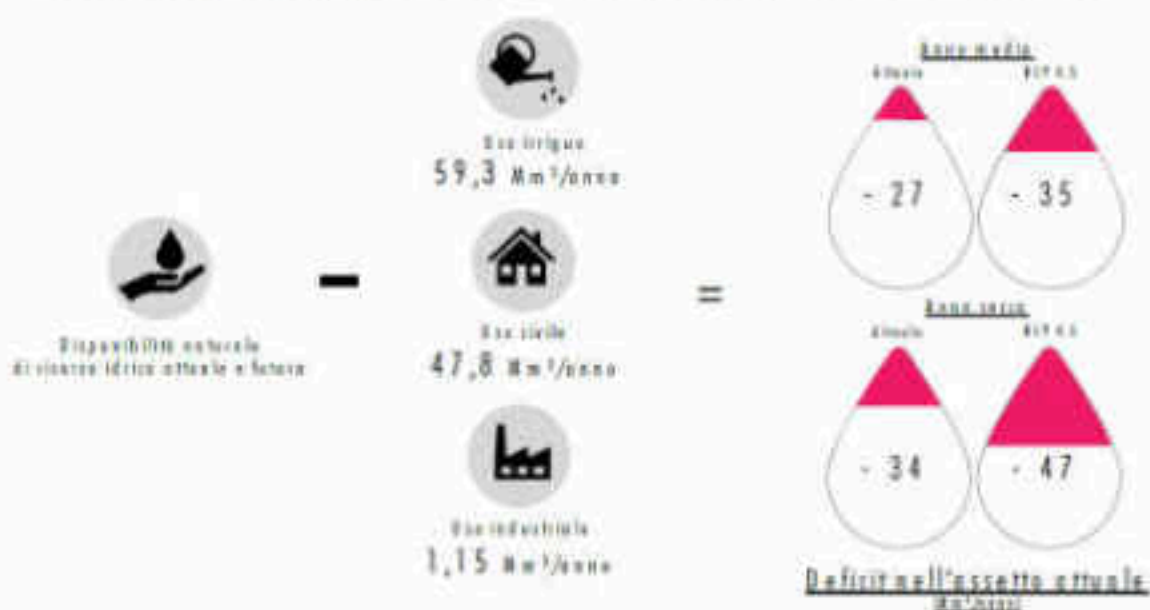 Uso irriguo
59,3 Mm³/anno
Disponibilità naturale
di risorsa idrica attuale e futura
-
Uso civile
47,8 Mm³/anno
Uso industriale
1,15 Mm³/anno
=
Anno medio
Attuale RCP 4.5
- 27 - 35
Anno secco
Attuale RCP 4.5
- 34 - 47
Deficit nell'assetto attuale
(Mm³/anno)